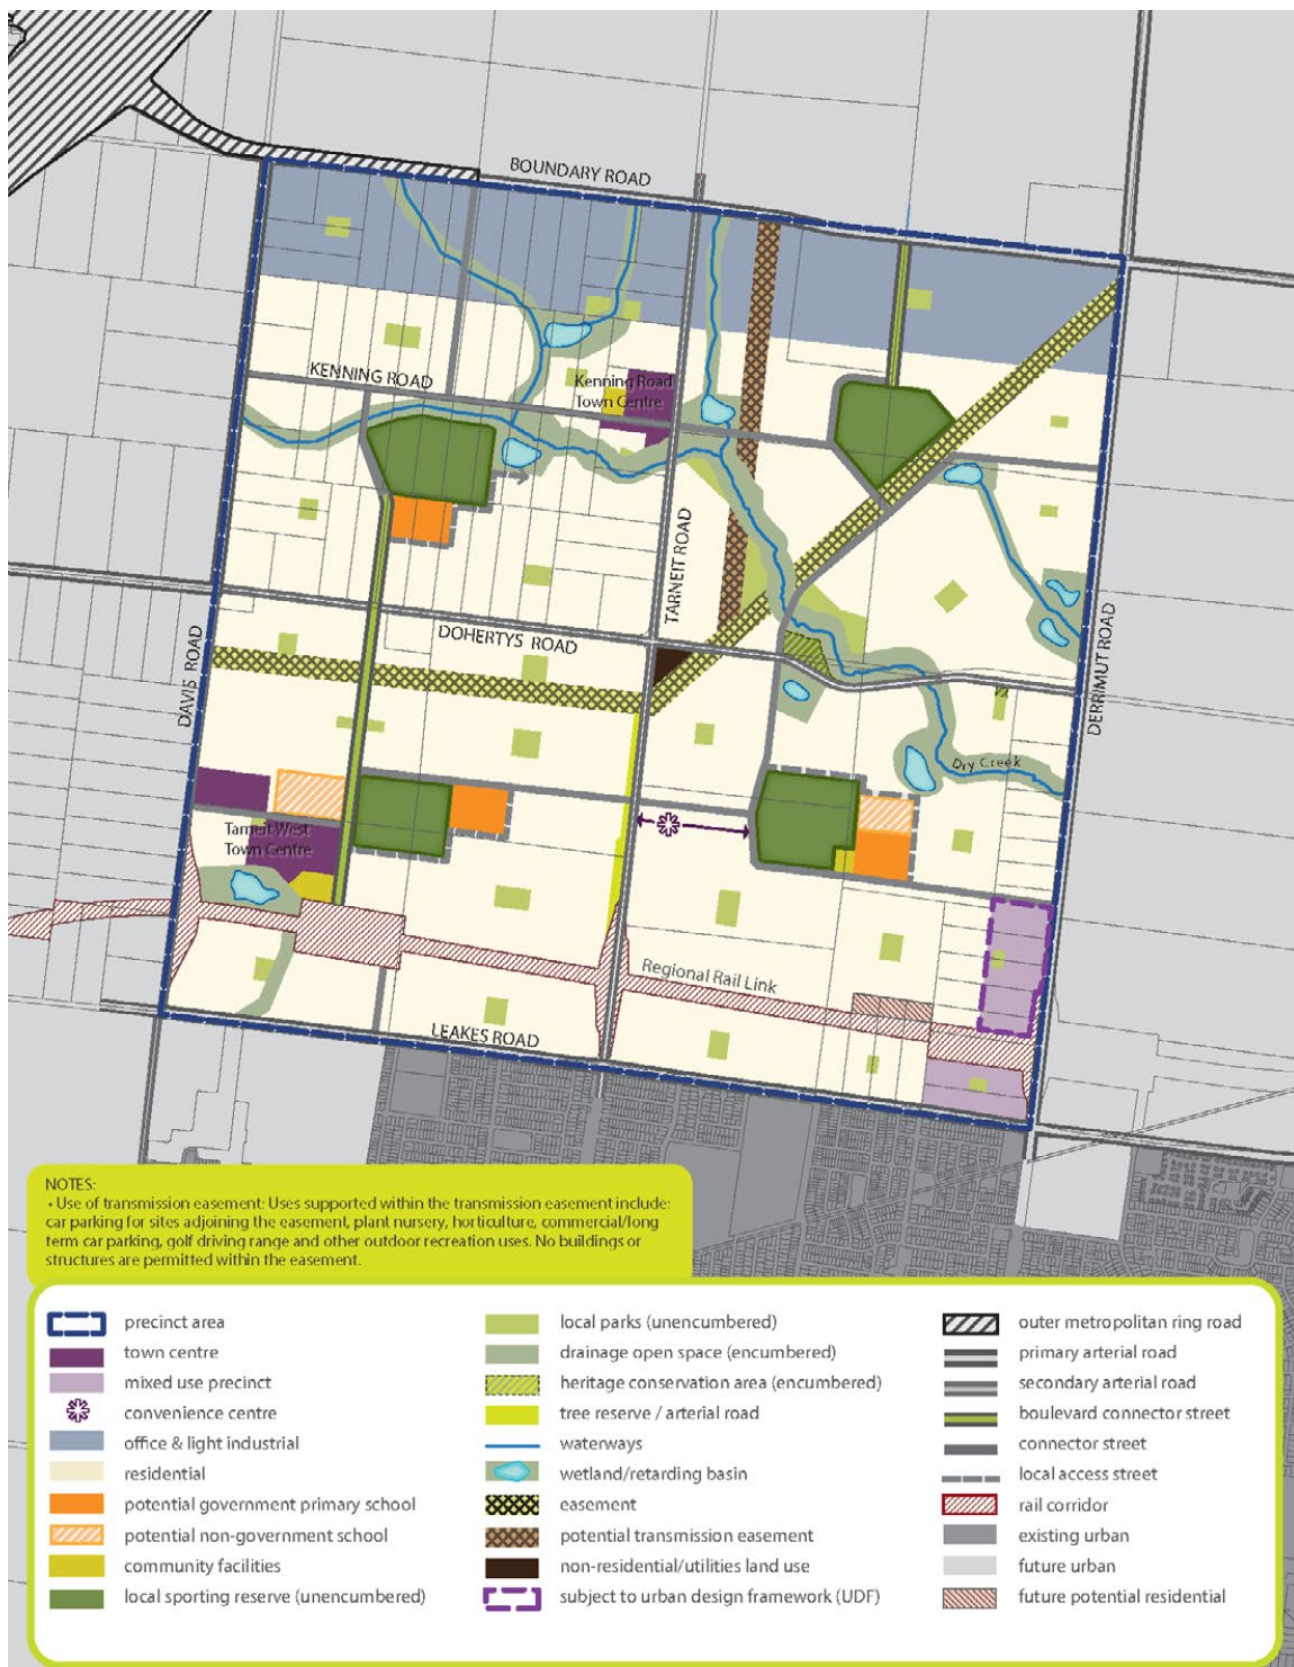 BOUNDARY ROAD
KENNING ROAD
Kenning Road
Town Centre
TARNEIT ROAD
DOHERTYS ROAD
DAVIS ROAD
DERRIMUT ROAD
Dry Creek
Tarneit West
Town Centre
Regional Rail Link
LEAKES ROAD
NOTES:
• Use of transmission easement: Uses supported within the transmission easement include:
car parking for sites adjoining the easement, plant nursery, horticulture, commercial/long
term car parking, golf driving range and other outdoor recreation uses. No buildings or
structures are permitted within the easement.
precinct area
town centre
mixed use precinct
convenience centre
office & light industrial
residential
potential government primary school
potential non-government school
community facilities
local sporting reserve (unencumbered)
local parks (unencumbered)
drainage open space (encumbered)
heritage conservation area (encumbered)
tree reserve / arterial road
waterways
wetland/retarding basin
easement
potential transmission easement
non-residential/utilities land use
subject to urban design framework (UDF)
outer metropolitan ring road
primary arterial road
secondary arterial road
boulevard connector street
connector street
local access street
rail corridor
existing urban
future urban
future potential residential